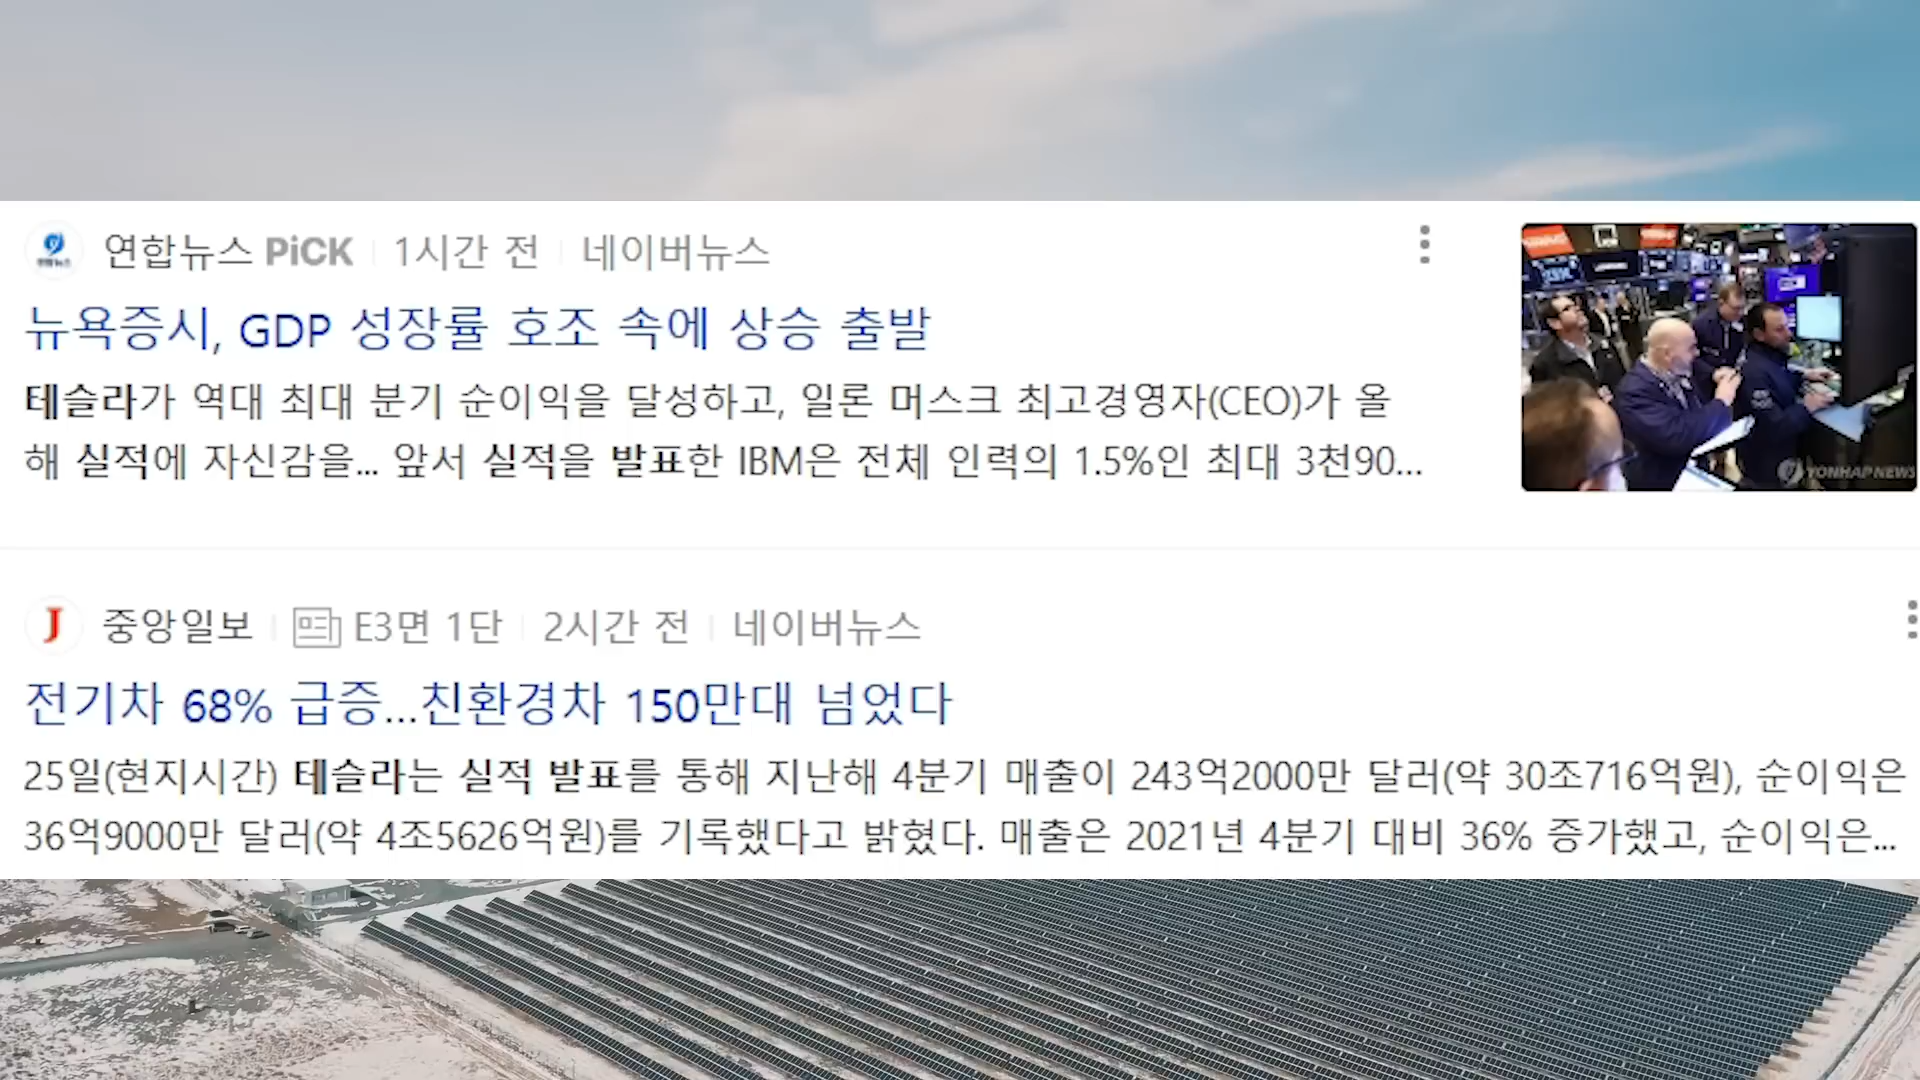 연합뉴스 PiCK 1시간 전 네이버뉴스
뉴욕증시, GDP 성장률 호조 속에 상승 출발
테슬라가 역대 최대 분기 순이익을 달성하고, 일론 머스크 최고경영자(CEO)가 올
해 실적에 자신감을... 앞서 실적을 발표한 IBM은 전체 인력의 1.5%인 최대 3천90...
YONHAPNEWS
J 중앙일보 E3면 1단 2시간 전 네이버뉴스
전기차 68% 급증...친환경차 150만대 넘었다
25일(현지시간) 테슬라는 실적 발표를 통해 지난해 4분기 매출이 243억2000만 달러(약 30조716억원), 순이익은
36억9000만 달러(약 4조5626억원)를 기록했다고 밝혔다. 매출은 2021년 4분기 대비 36% 증가했고, 순이익은...